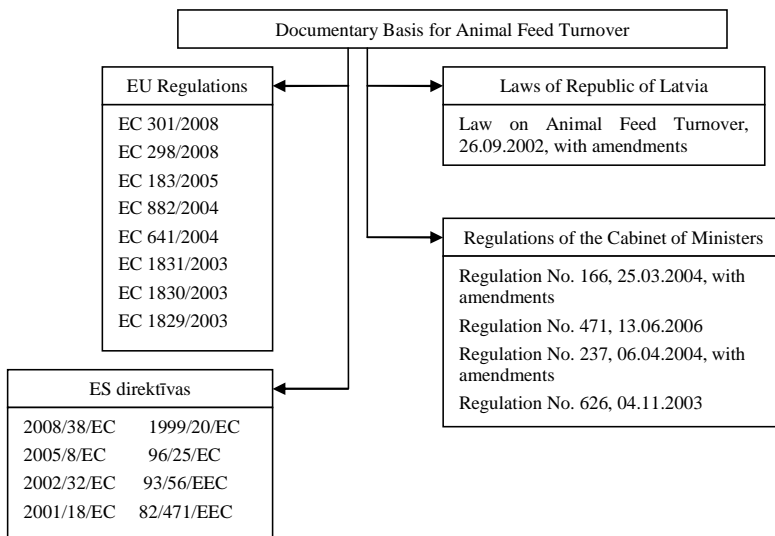 Documentary Basis for Animal Feed Turnover
EU Regulations
EC 301/2008
EC 298/2008
EC 183/2005
EC 882/2004
EC 641/2004
EC 1831/2003
EC 1830/2003
EC 1829/2003
Laws of Republic of Latvia
Law on Animal Feed Turnover,
26.09.2002, with amendments
Regulations of the Cabinet of Ministers
Regulation No. 166, 25.03.2004, with
amendments
Regulation No. 471, 13.06.2006
Regulation No. 237, 06.04.2004, with
amendments
Regulation No. 626, 04.11.2003
ES direktīvas
2008/38/EC 1999/20/EC
2005/8/EC 96/25/EC
2002/32/EC 93/56/EEC
2001/18/EC 82/471/EEC